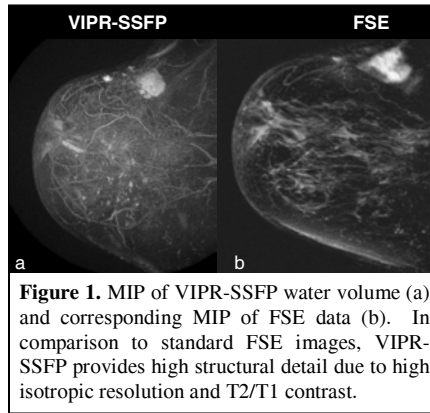 VIPR-SSFP FSE
a b
Figure 1. MIP of VIPR-SSFP water volume (a)
and corresponding MIP of FSE data (b). In
comparison to standard FSE images, VIPR-
SSFP provides high structural detail due to high
isotropic resolution and T2/T1 contrast.